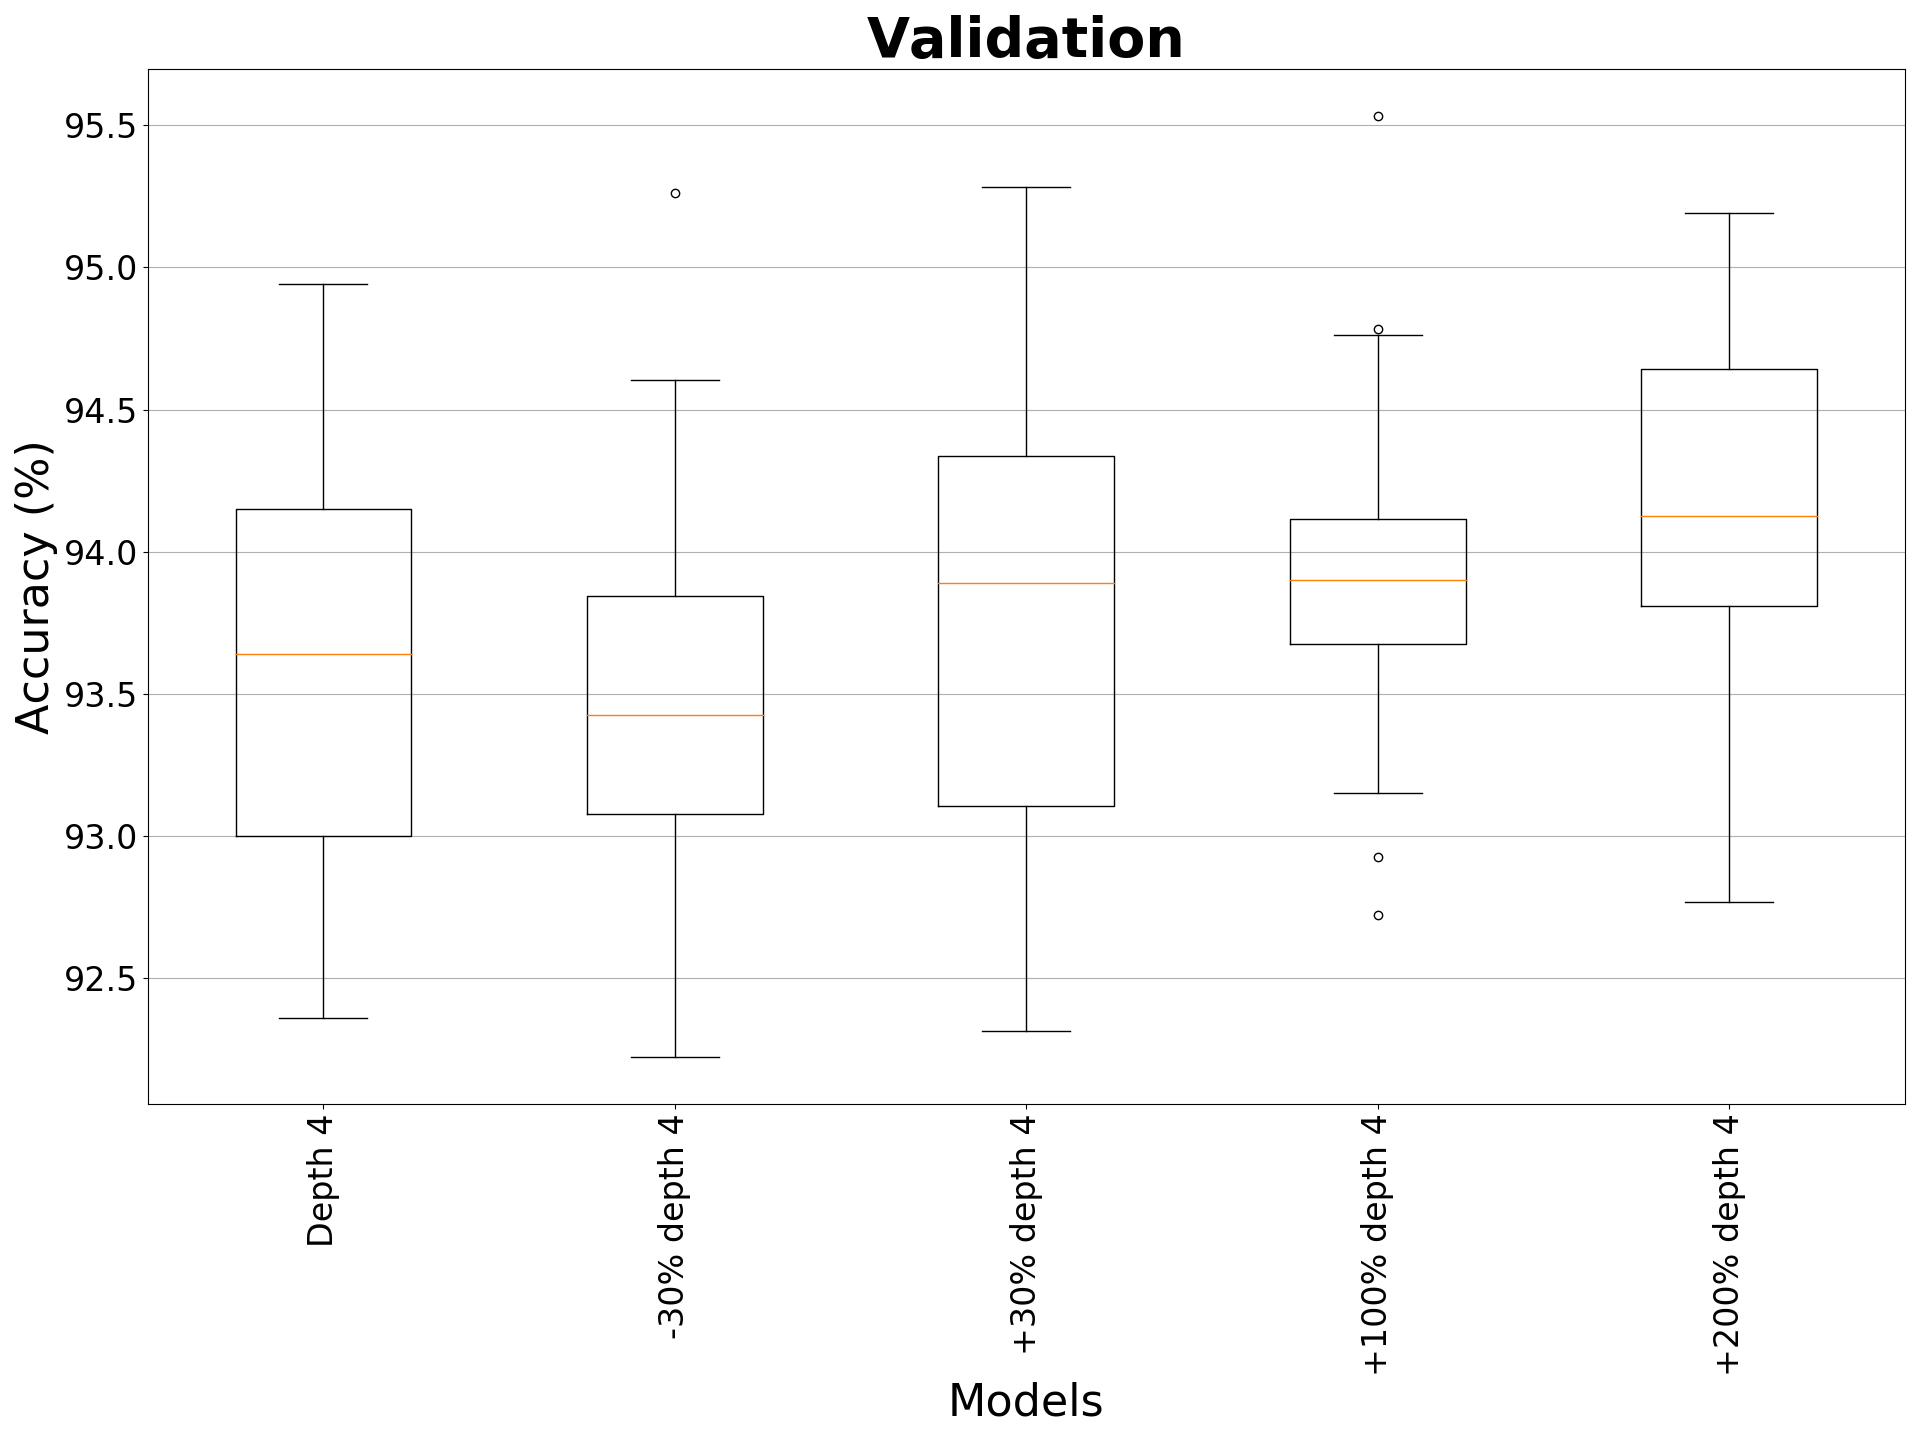 Validation
Accuracy (%)
95.5
95.0
94.5
94.0
93.5
93.0
92.5
Depth 4
-30% depth 4
+30% depth 4
+100% depth 4
+200% depth 4
Models